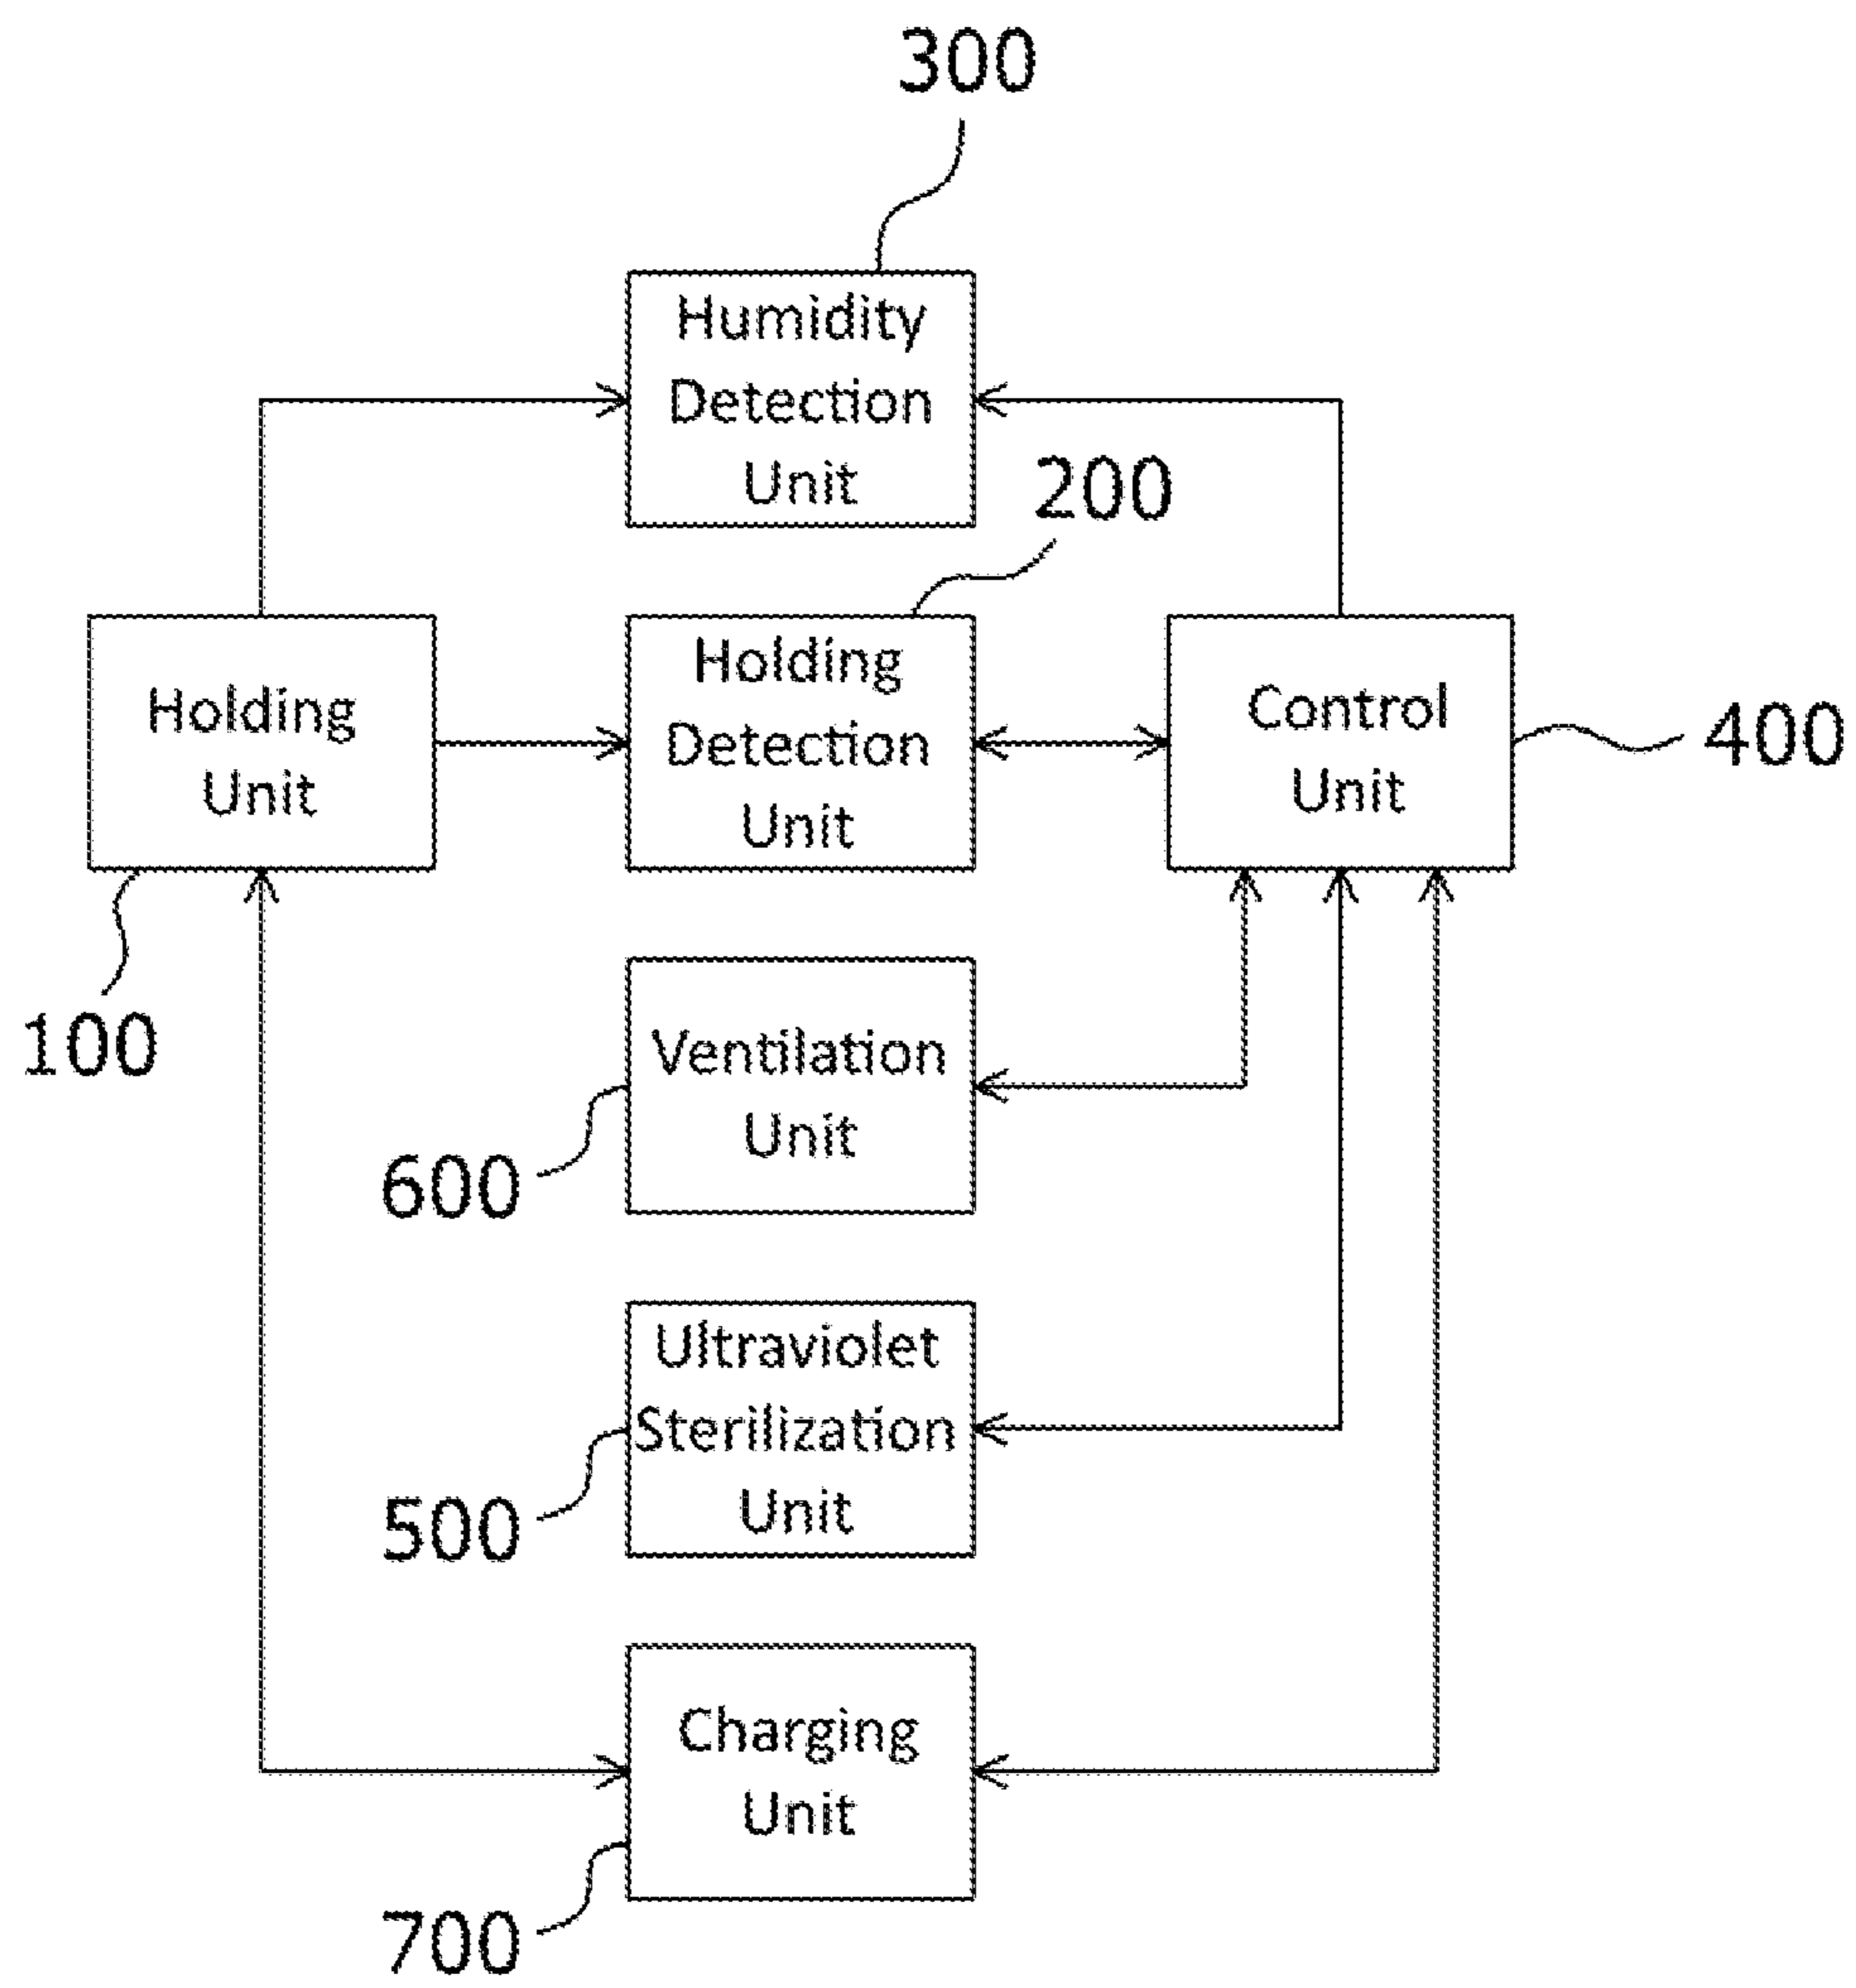 300
Humidity
Detection
Unit
200
Holding
Unit
Holding
Detection
Unit
Control
Unit
400
100
Ventilation
Unit
600
Ultraviolet
Sterilization
Unit
500
Charging
Unit
700